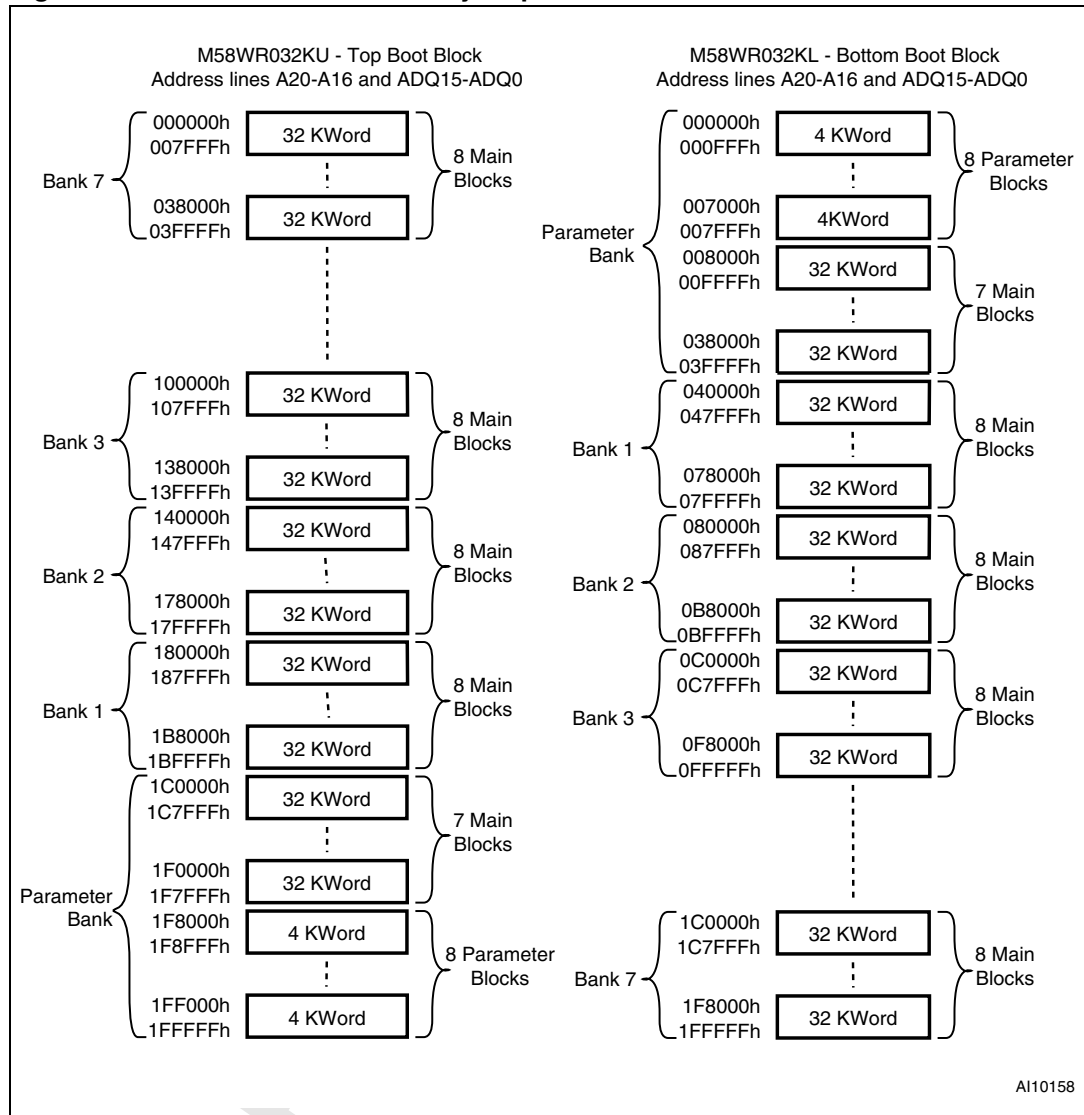 M58WR032KU - Top Boot Block
Address lines A20-A16 and ADQ15-ADQ0
000000h
007FFFh
32 KWord
8 Main
Blocks
Bank 7
038000h
03FFFFh
32 KWord
100000h
107FFFh
32 KWord
8 Main
Blocks
Bank 3
138000h
13FFFFh
32 KWord
140000h
147FFFh
32 KWord
8 Main
Blocks
Bank 2
178000h
17FFFFh
32 KWord
180000h
187FFFh
32 KWord
8 Main
Blocks
Bank 1
1B8000h
1BFFFFh
32 KWord
1C0000h
1C7FFFh
32 KWord
7 Main
Blocks
1F0000h
1F7FFFh
32 KWord
Parameter
Bank
1F8000h
1F8FFFh
4 KWord
8 Parameter
Blocks
1FF000h
1FFFFFh
4 KWord
M58WR032KL - Bottom Boot Block
Address lines A20-A16 and ADQ15-ADQ0
000000h
000FFFh
4 KWord
8 Parameter
Blocks
007000h
007FFFh
4KWord
Parameter
Bank
008000h
00FFFFh
32 KWord
7 Main
Blocks
038000h
03FFFFh
32 KWord
040000h
047FFFh
32 KWord
8 Main
Blocks
Bank 1
078000h
07FFFFh
32 KWord
080000h
087FFFh
32 KWord
8 Main
Blocks
Bank 2
0B8000h
0BFFFFh
32 KWord
0C0000h
0C7FFFh
32 KWord
8 Main
Blocks
Bank 3
0F8000h
0FFFFFh
32 KWord
1C0000h
1C7FFFh
32 KWord
8 Main
Blocks
Bank 7
1F8000h
1FFFFFh
32 KWord
AI10158